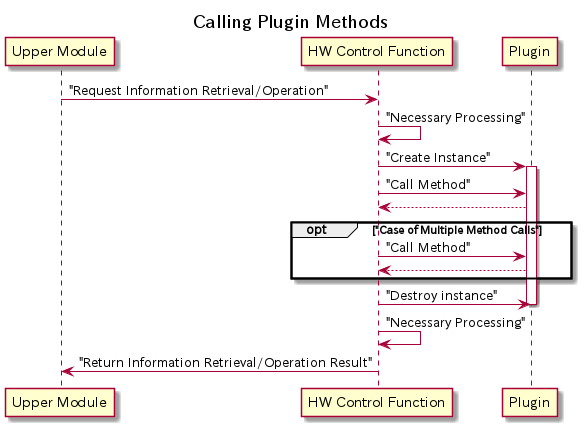 Calling Plugin Methods
Upper Module
HW Control Function
Plugin
"Request Information Retrieval/Operation"
"Necessary Processing"
"Create Instance"
"Call Method"
opt
["Case of Multiple Method Calls"]
"Call Method"
"Destroy instance"
"Necessary Processing"
"Return Information Retrieval/Operation Result"
Upper Module
HW Control Function
Plugin